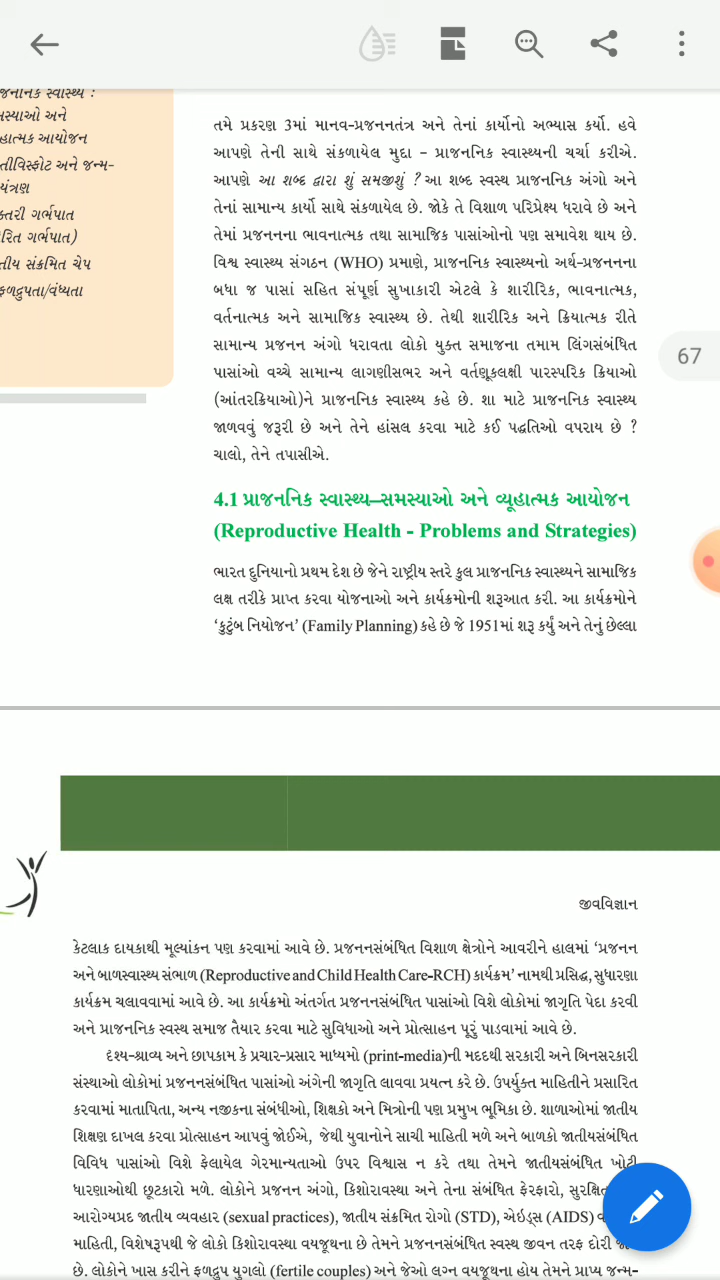 સ્વાસ્થ્ય :
અને
આયોજન
અને જન્મ-
ગર્ભપાત
ગર્ભપાત)
સંક્રમિત ચેપ
તમે પ્રકરણ 3માં માનવ-પ્રજનનતંત્ર અને તેનાં કાર્યોનો અભ્યાસ કર્યો. હવે
આપણે તેની સાથે સંકળાયેલ મુદા – પ્રાજનનિક સ્વાસ્થ્યની ચર્ચા કરીએ.
આપણે આ શબ્દ દ્વારા શું સમજીશું ? આ શબ્દ સ્વસ્થ પ્રાજનનિક અંગો અને
તેનાં સામાન્ય કાર્યો સાથે સંકળાયેલ છે. જોકે તે વિશાળ પરિપ્રેક્ષ્ય ધરાવે છે અને
તેમાં પ્રજનનના ભાવનાત્મક તથા સામાજિક પાસાંઓનો પણ સમાવેશ થાય છે.
વિશ્વ સ્વાસ્થ્ય સંગઠન (WHO) પ્રમાણે, પ્રાજનનિક સ્વાસ્થ્યનો અર્થ-પ્રજનનના
બધા જ પાસાં સહિત સંપૂર્ણ સુખાકારી એટલે કે શારીરિક, ભાવનાત્મક,
વર્તનાત્મક અને સામાજિક સ્વાસ્થ્ય છે. તેથી શારીરિક અને ક્રિયાત્મક રીતે
સામાન્ય પ્રજનન અંગો ધરાવતા લોકો યુક્ત સમાજના તમામ લિંગસંબંધિત
67
પાસાંઓ વચ્ચે સામાન્ય લાગણીસભર અને વર્તણૂકલક્ષી પારસ્પરિક ક્રિયાઓ
(આંતરક્રિયાઓ)ને પ્રાજનનિક સ્વાસ્થ્ય કહે છે. શા માટે પ્રાજનનિક સ્વાસ્થ્ય
જાળવવું જરૂરી છે અને તેને હાંસલ કરવા માટે કઈ પદ્ધતિઓ વપરાય છે ?
ચાલો, તેને તપાસીએ.
4.1 પ્રાજનનિક સ્વાસ્થ્ય–સમસ્યાઓ અને વ્યૂહાત્મક આયોજન
(Reproductive Health - Problems and Strategies)
ભારત દુનિયાનો પ્રથમ દેશ છે જેને રાષ્ટ્રીય સ્તરે કુલ પ્રાજનનિક સ્વાસ્થ્યને સામાજિક
લક્ષ તરીકે પ્રાપ્ત કરવા યોજનાઓ અને કાર્યક્રમોની શરૂઆત કરી. આ કાર્યક્રમોને
‘કુટુંબ નિયોજન’ (Family Planning) કહે છે જે 1951માં શરૂ કર્યું અને તેનું છેલ્લા
જીવવિજ્ઞાન
કેટલાક દાયકાથી મૂલ્યાંકન પણ કરવામાં આવે છે. પ્રજનનસંબંધિત વિશાળ ક્ષેત્રોને આવરીને હાલમાં ‘પ્રજનન
અને બાળસ્વાસ્થ્ય સંભાળ (Reproductive and Child Health Care-RCH) કાર્યક્રમ’ નામથી પ્રસિદ્ધ, સુધારણા
કાર્યક્રમ ચલાવવામાં આવે છે. આ કાર્યક્રમો અંતર્ગત પ્રજનનસંબંધિત પાસાંઓ વિશે લોકોમાં જાગૃતિ પેદા કરવી
અને પ્રાજનનિક સ્વસ્થ સમાજ તૈયાર કરવા માટે સુવિધાઓ અને પ્રોત્સાહન પૂરું પાડવામાં આવે છે.
દૃશ્ય-શ્રાવ્ય અને છાપકામ કે પ્રચાર-પ્રસાર માધ્યમો (print-media)ની મદદથી સરકારી અને બિનસરકારી
સંસ્થાઓ લોકોમાં પ્રજનનસંબંધિત પાસાંઓ અંગેની જાગૃતિ લાવવા પ્રયત્ન કરે છે. ઉપર્યુક્ત માહિતીને પ્રસારિત
કરવામાં માતાપિતા, અન્ય નજીકના સંબંધીઓ, શિક્ષકો અને મિત્રોની પણ પ્રમુખ ભૂમિકા છે. શાળાઓમાં જાતીય
શિક્ષણ દાખલ કરવા પ્રોત્સાહન આપવું જોઈએ, જેથી યુવાનોને સાચી માહિતી મળે અને બાળકો જાતીયસંબંધિત
વિવિધ પાસાંઓ વિશે ફેલાયેલ ગેરમાન્યતાઓ ઉપર વિશ્વાસ ન કરે તથા તેમને જાતીયસંબંધિત ખોટી
ધારણાઓથી છૂટકારો મળે. લોકોને પ્રજનન અંગો, કિશોરાવસ્થા અને તેના સંબંધિત ફેરફારો, સુરક્ષિત
આરોગ્યપ્રદ જાતીય વ્યવહાર (sexual practices), જાતીય સંક્રમિત રોગો (STD), એઇડ્સ (AIDS)
માહિતી, વિશેષરૂપથી જે લોકો કિશોરાવસ્થા વયજૂથના છે તેમને પ્રજનનસંબંધિત સ્વસ્થ જીવન તરફ દોરી
છે. લોકોને ખાસ કરીને ફળદ્રુપ યુગલો (fertile couples) અને જેઓ લગ્ન વયજૂથના હોય તેમને પ્રાપ્ય જન્મ-